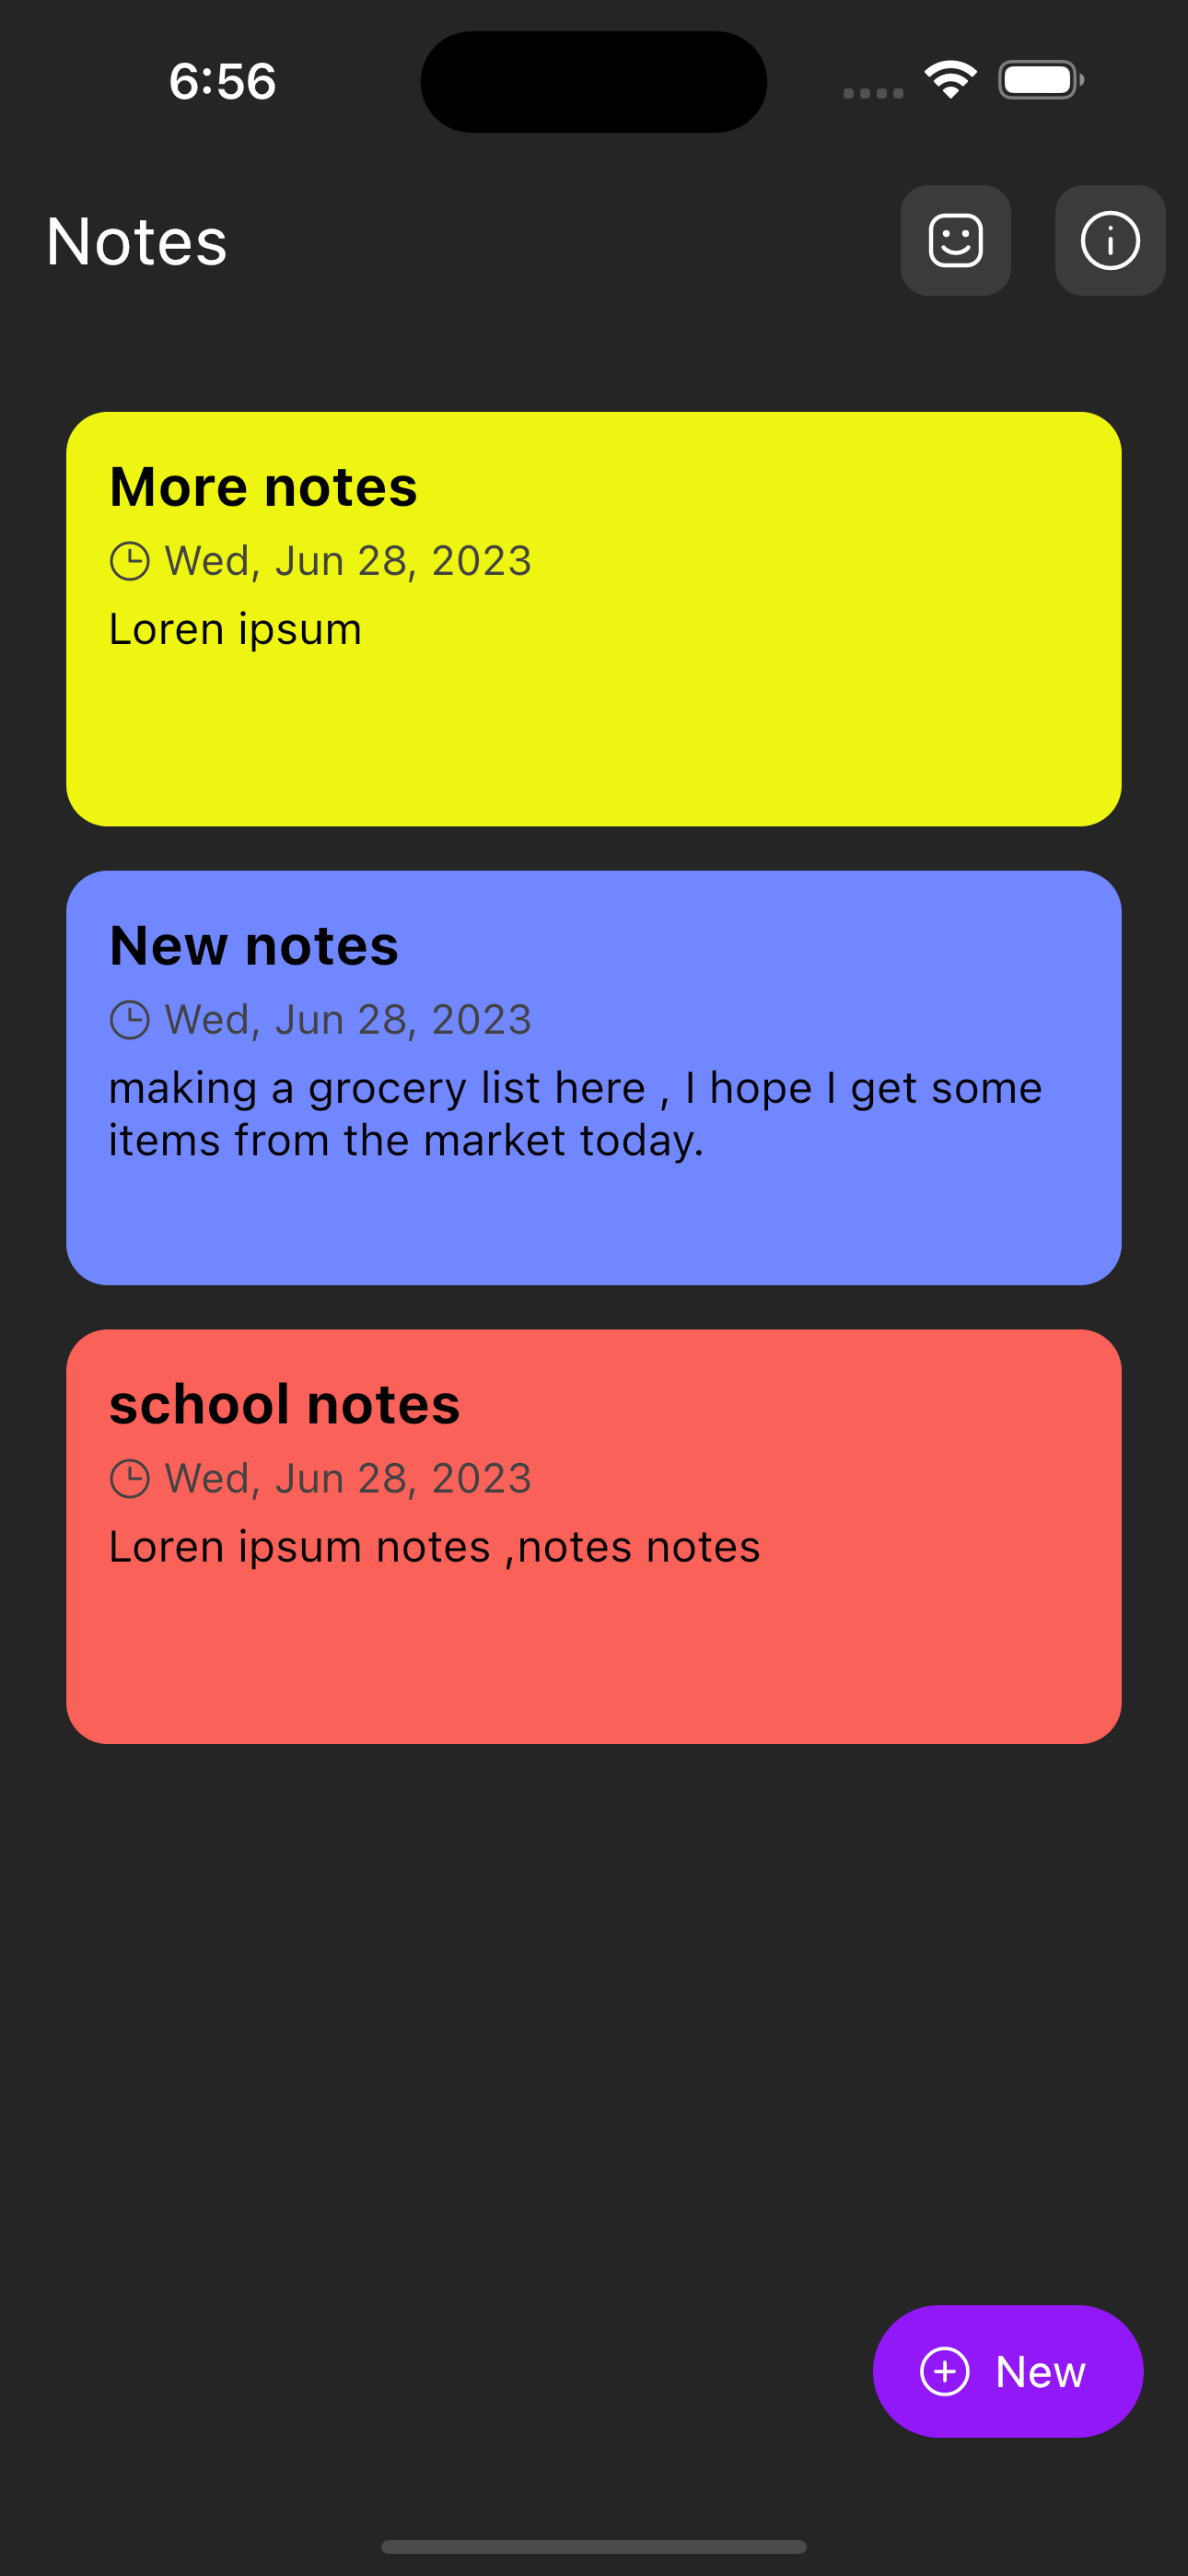 6:56
Notes
More notes
Wed, Jun 28, 2023
Loren ipsum
New notes
Wed, Jun 28, 2023
making a grocery list here , I hope I get some
items from the market today.
school notes
Wed, Jun 28, 2023
Loren ipsum notes ,notes notes
New